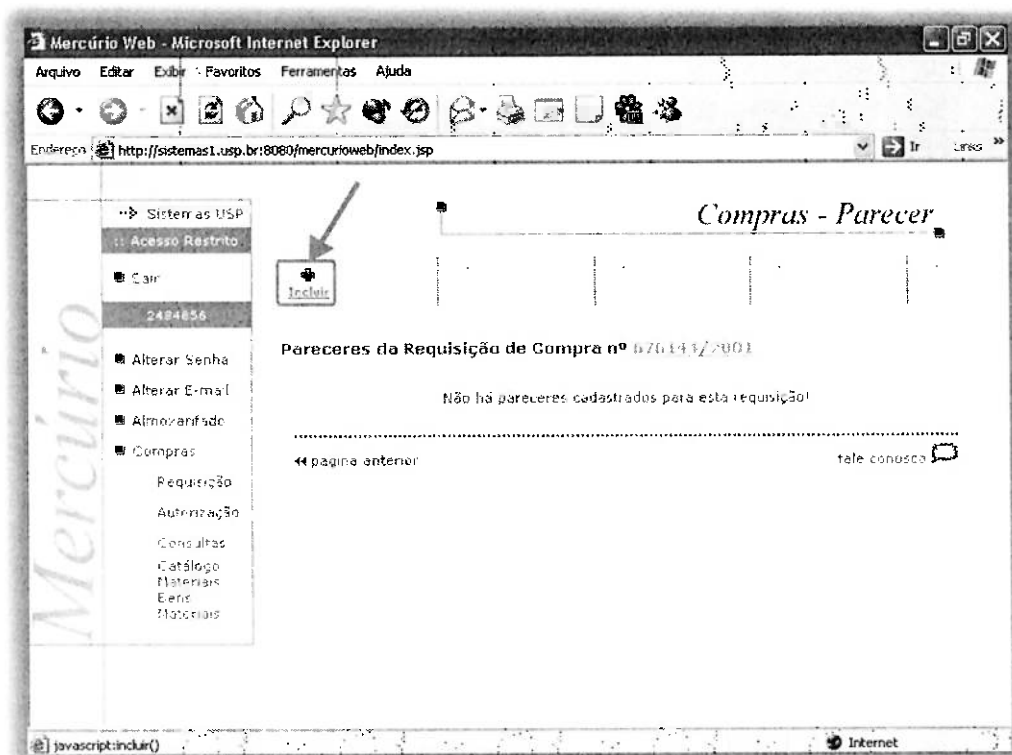 Mercúrio Web - Microsoft Internet Explorer
Arquivo Editar Exibir Favoritos Ferramentas Ajuda
Endereço http://sistemas1.usp.br:8080/mercurioweb/index.jsp Ir Links »
Mercúrio
Sistemas USP
:: Acesso Restrito
Sair
2484656
Alterar Senha
Alterar E-mail
Almoxarifado
Compras
Requisição
Autorização
Consultas
Catálogo
Materiais
Bens
Materiais
Compras - Parecer
Incluir
Pareceres da Requisição de Compra nº
Não há pareceres cadastrados para esta requisição!
página anterior
fale conosco
javascript:incluir()
Internet